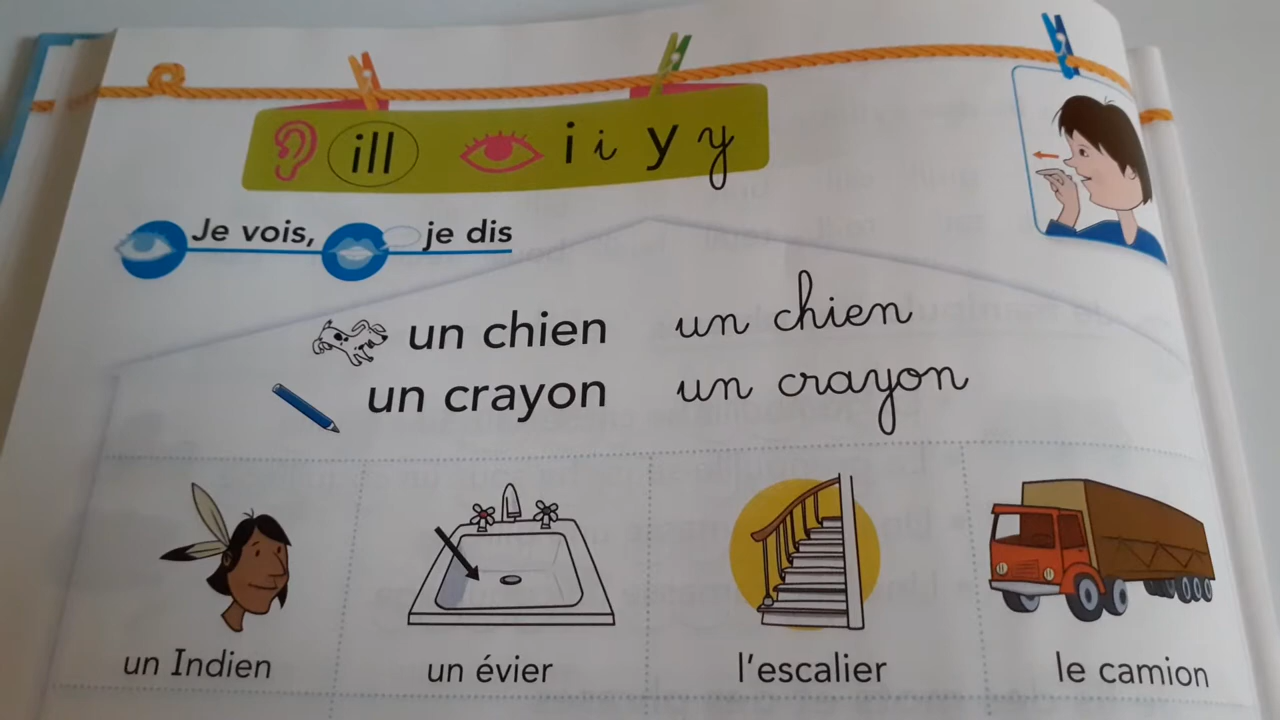 ill i i y y
Je vois, je dis
un chien un chien
un crayon un crayon
un Indien un évier l'escalier le camion